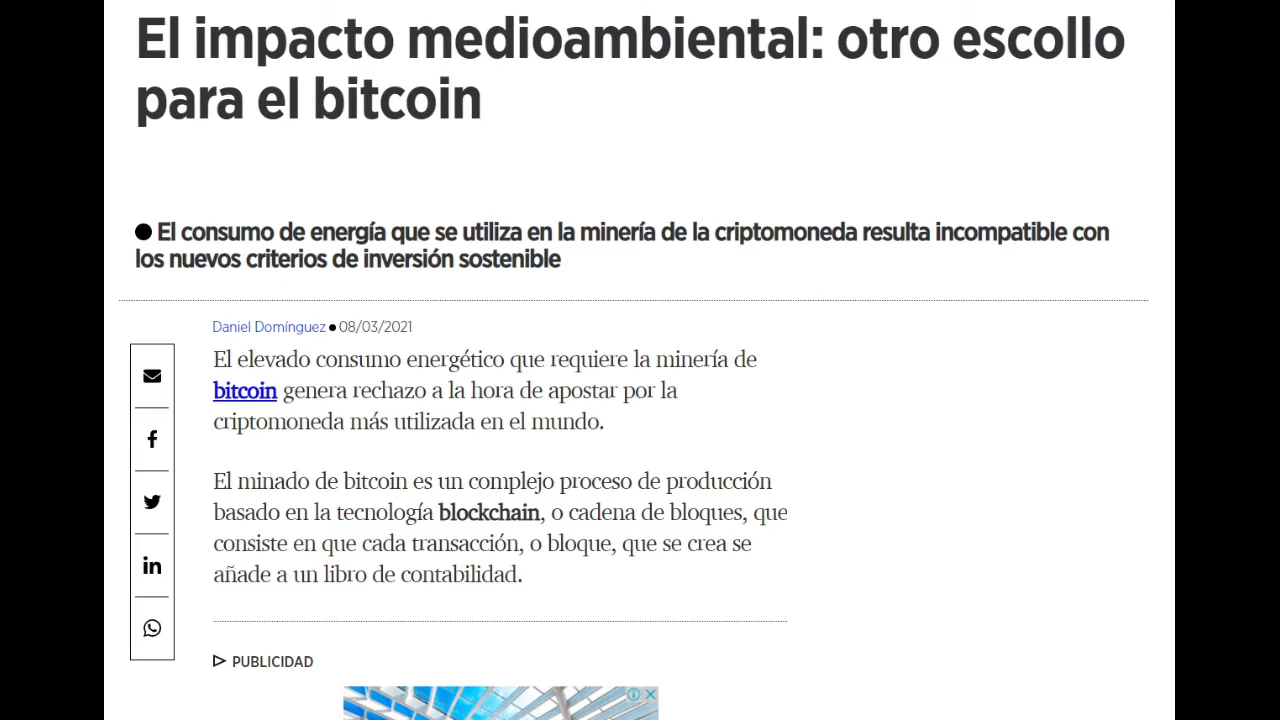 El impacto medioambiental: otro escollo
para el bitcoin
● El consumo de energía que se utiliza en la minería de la criptomoneda resulta incompatible con
los nuevos criterios de inversión sostenible
Daniel Domínguez ● 08/03/2021
El elevado consumo energético que requiere la minería de
bitcoin genera rechazo a la hora de apostar por la
criptomoneda más utilizada en el mundo.
El minado de bitcoin es un complejo proceso de producción
basado en la tecnología blockchain, o cadena de bloques, que
consiste en que cada transacción, o bloque, que se crea se
añade a un libro de contabilidad.
PUBLICIDAD